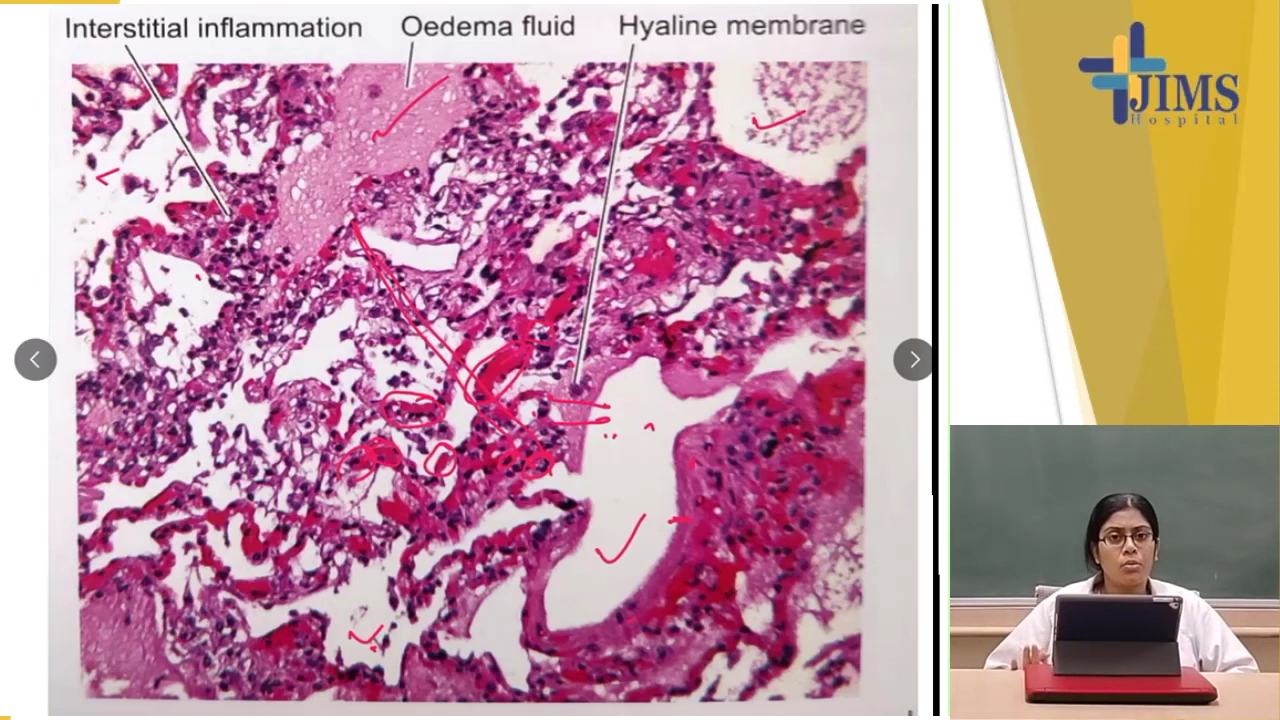 Interstitial inflammation
Oedema fluid
Hyaline membrane
JIMS
Hospital